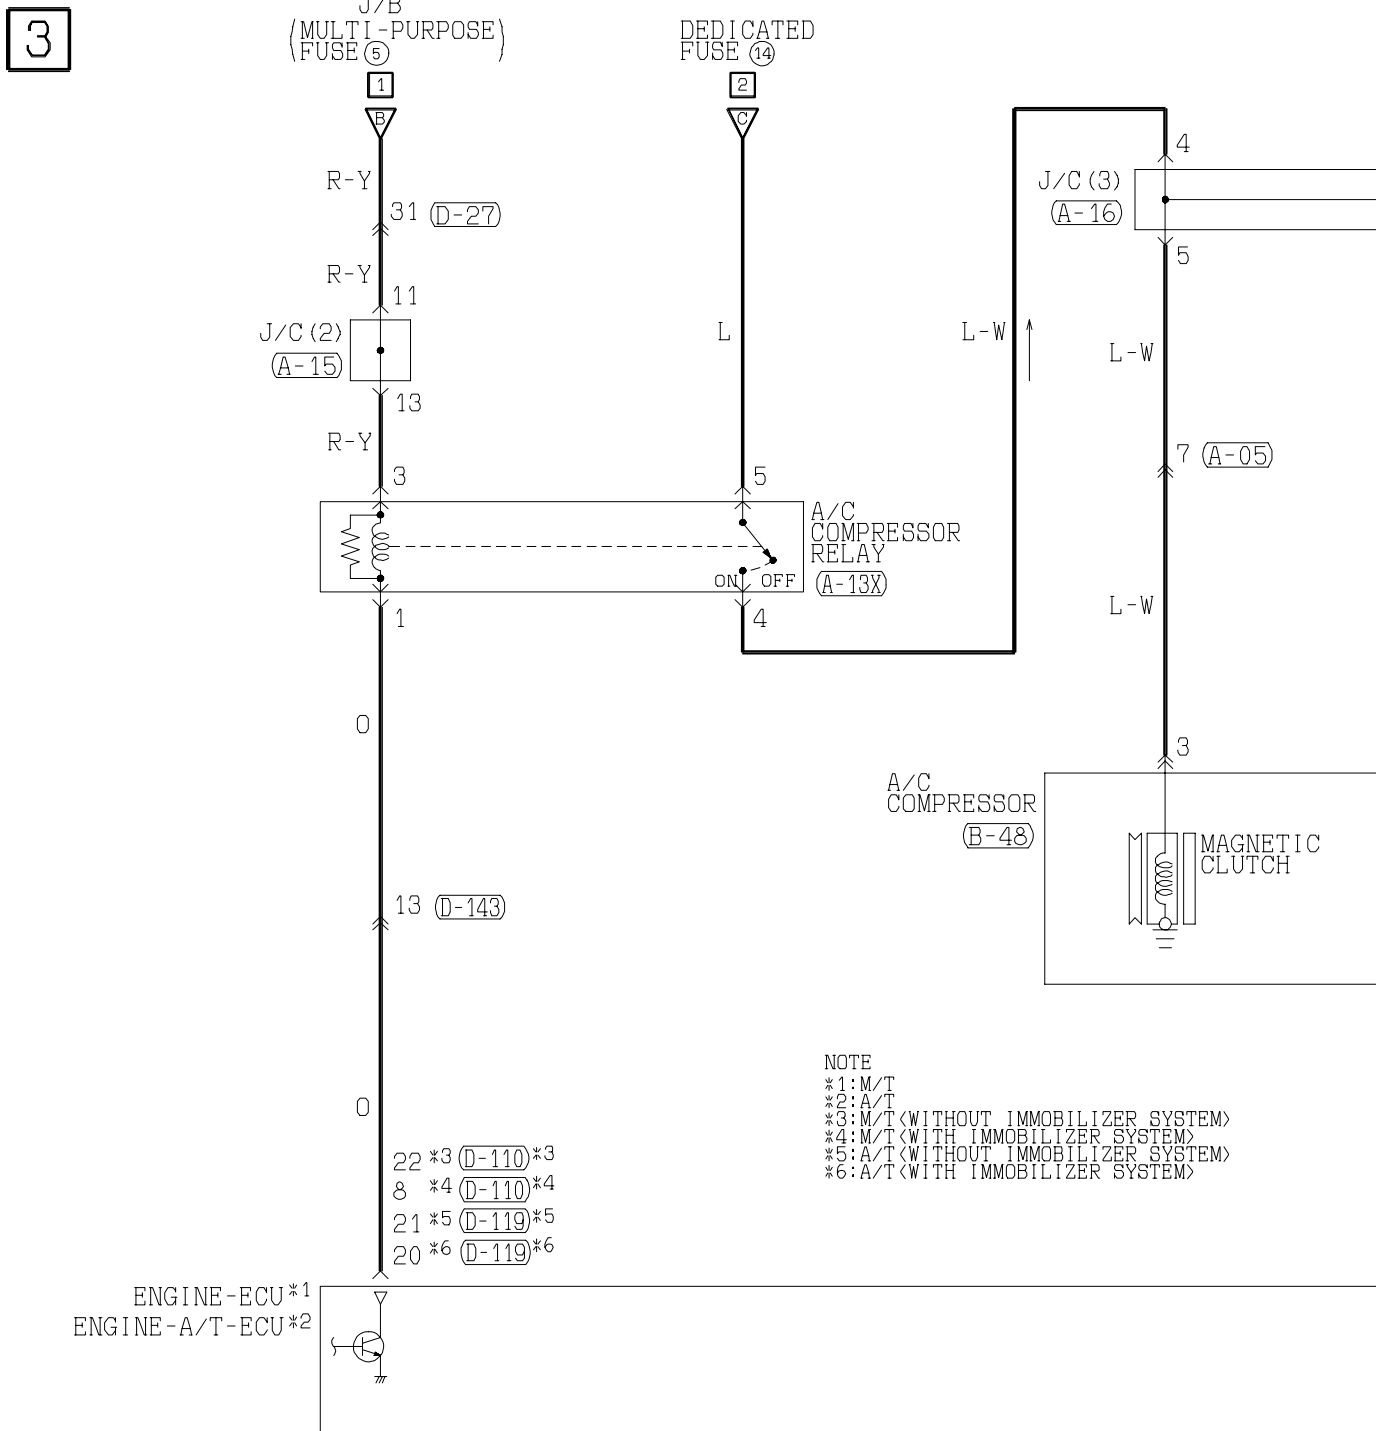 3
J/B
(MULTI-PURPOSE)
FUSE 5
1
B
DEDICATED
FUSE 14
2
C
R-Y
31 D-27
R-Y
11
J/C(2)
A-15
13
R-Y
3
L
5
L-W
4
J/C(3)
A-16
5
L-W
7 A-05
L-W
A/C
COMPRESSOR
RELAY
A-13X
ON OFF
1
4
O
3
A/C
COMPRESSOR
B-48
MAGNETIC
CLUTCH
13 D-143
O
NOTE
*1:M/T
*2:A/T
*3:M/T<WITHOUT IMMOBILIZER SYSTEM>
*4:M/T<WITH IMMOBILIZER SYSTEM>
*5:A/T<WITHOUT IMMOBILIZER SYSTEM>
*6:A/T<WITH IMMOBILIZER SYSTEM>
22 *3 D-110 *3
8 *4 D-110 *4
21 *5 D-119 *5
20 *6 D-119 *6
ENGINE-ECU *1
ENGINE-A/T-ECU *2